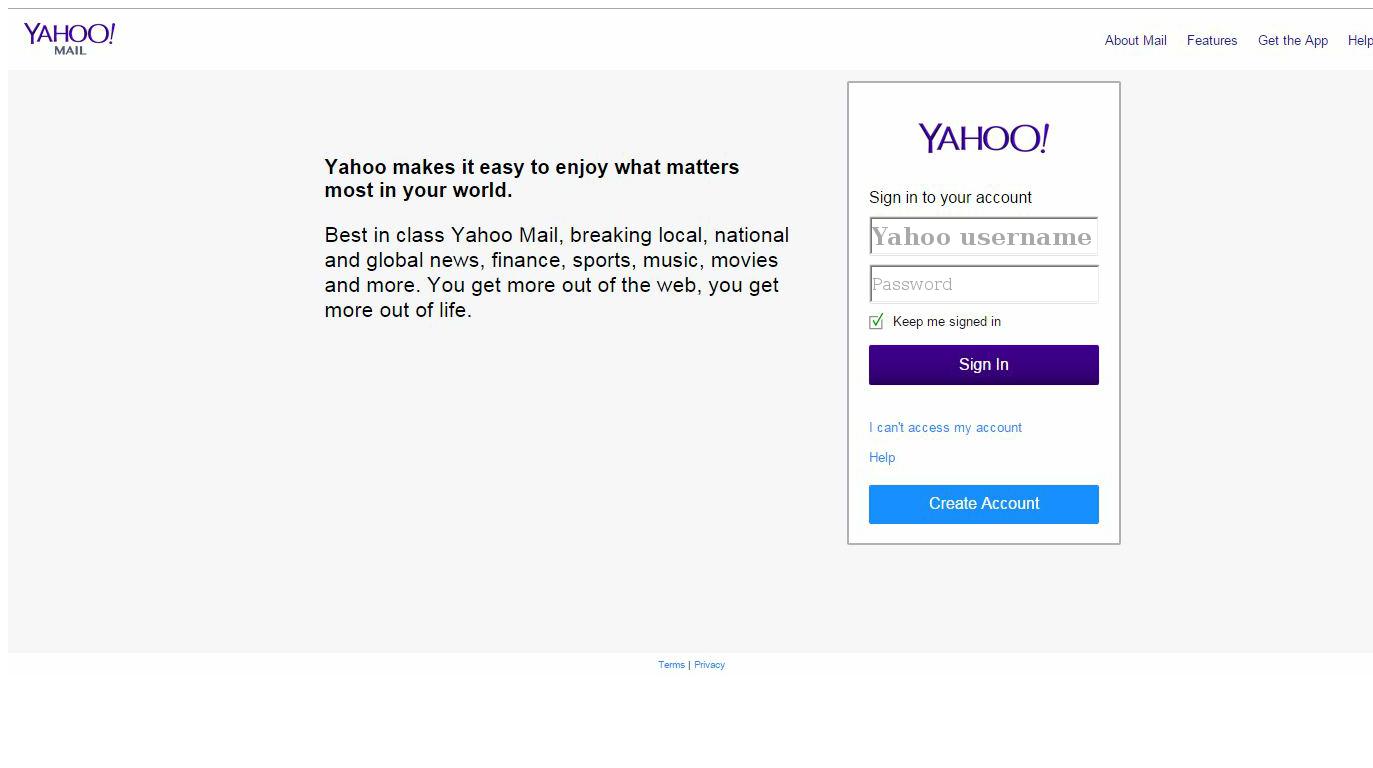 YAHOO!
MAIL
About Mail Features Get the App Help
YAHOO!
Yahoo makes it easy to enjoy what matters
most in your world.
Best in class Yahoo Mail, breaking local, national
and global news, finance, sports, music, movies
and more. You get more out of the web, you get
more out of life.
Sign in to your account
Yahoo username
Password
Keep me signed in
Sign In
I can't access my account
Help
Create Account
Terms | Privacy